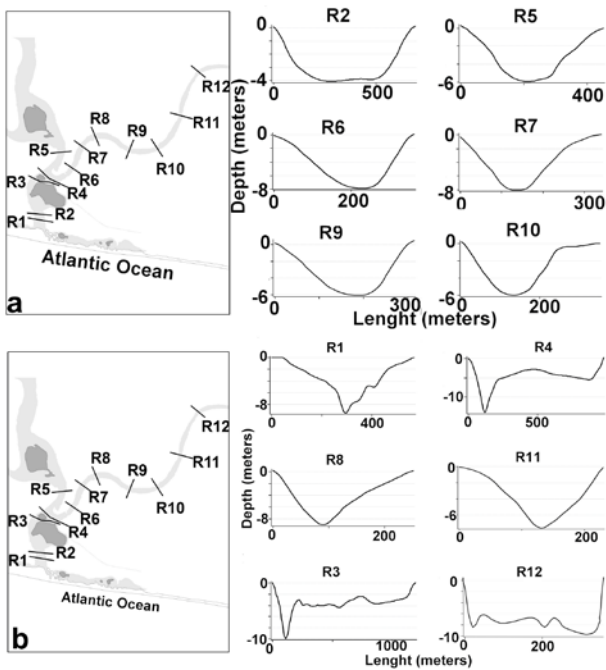 R2
R5
0
-4
0
500
0
-6
0
400
R12
R11
R8
R9
R10
R5
R7
R3
R6
R4
R1
R2
Atlantic Ocean
a
Depth (meters)
R6
R7
0
-8
0
200
0
-8
0
300
R9
R10
0
-6
0
300
0
-6
0
200
Lenght (meters)
R12
R11
R8
R9
R10
R5
R7
R3
R6
R4
R1
R2
Atlantic Ocean
b
Depth (meters)
R1
R4
0
-8
0
400
0
-10
0
500
R8
R11
0
-8
0
200
0
-8
0
200
R3
R12
0
-10
0
1000
0
-10
0
200
Lenght (meters)